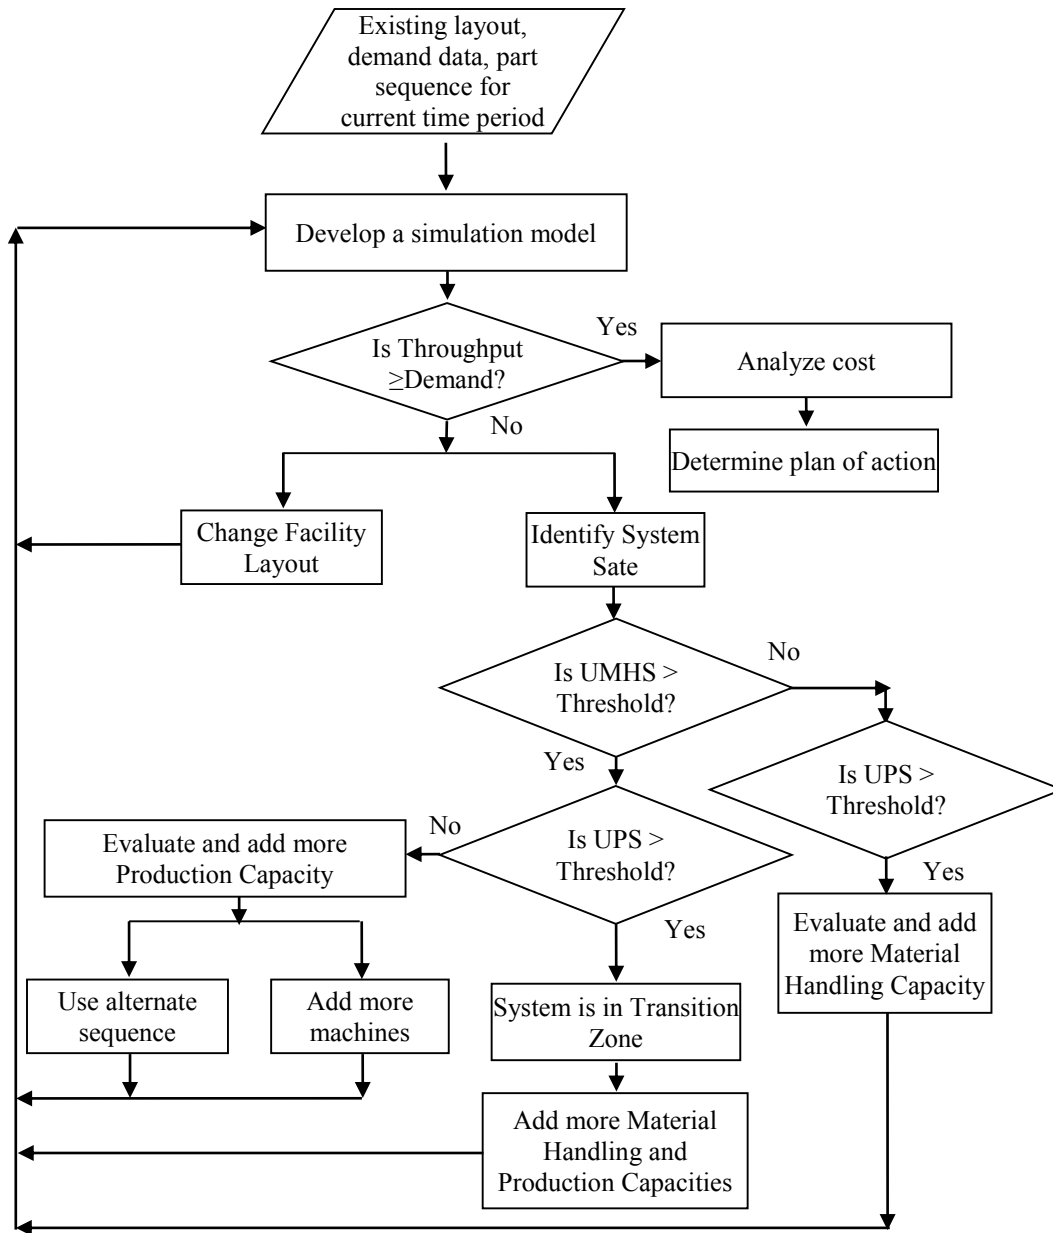 Existing layout,
demand data, part
sequence for
current time period
Develop a simulation model
Yes
Is Throughput
≥Demand?
Analyze cost
No
Determine plan of action
Change Facility
Layout
Identify System
Sate
No
Is UMHS >
Threshold?
Yes
Is UPS >
Threshold?
No
Evaluate and add more
Production Capacity
Is UPS >
Threshold?
Yes
Yes
Evaluate and add
more Material
Handling Capacity
Use alternate
sequence
Add more
machines
System is in Transition
Zone
Add more Material
Handling and
Production Capacities